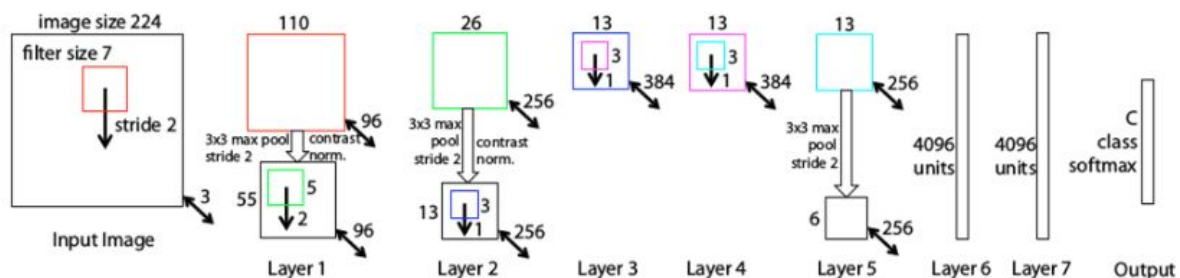 image size 224
filter size 7
stride 2
3
Input Image
110
96
3x3 max pool
stride 2
contrast
norm.
55
5
2
96
Layer 1
26
256
3x3 max
pool
stride 2
contrast
norm.
13
3
1
256
Layer 2
13
3
1
384
Layer 3
13
3
1
384
Layer 4
13
256
3x3 max
pool
stride 2
6
256
Layer 5
4096
units
Layer 6
4096
units
Layer 7
C
class
softmax
Output